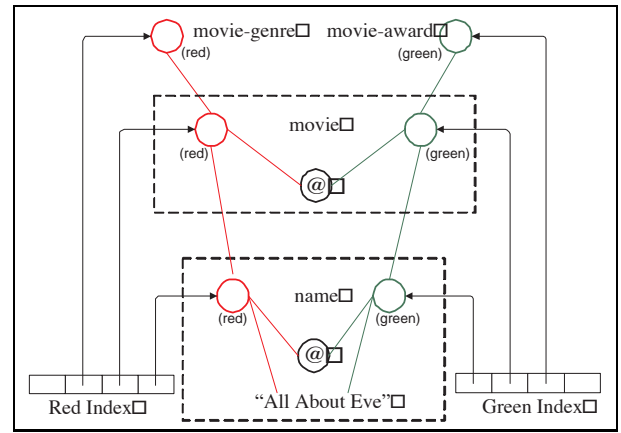 movie-genre□ movie-award□
(red) (green)
movie□
(red) (green)
@□
name□
(red) (green)
@□
"All About Eve"□
Red Index□ Green Index□